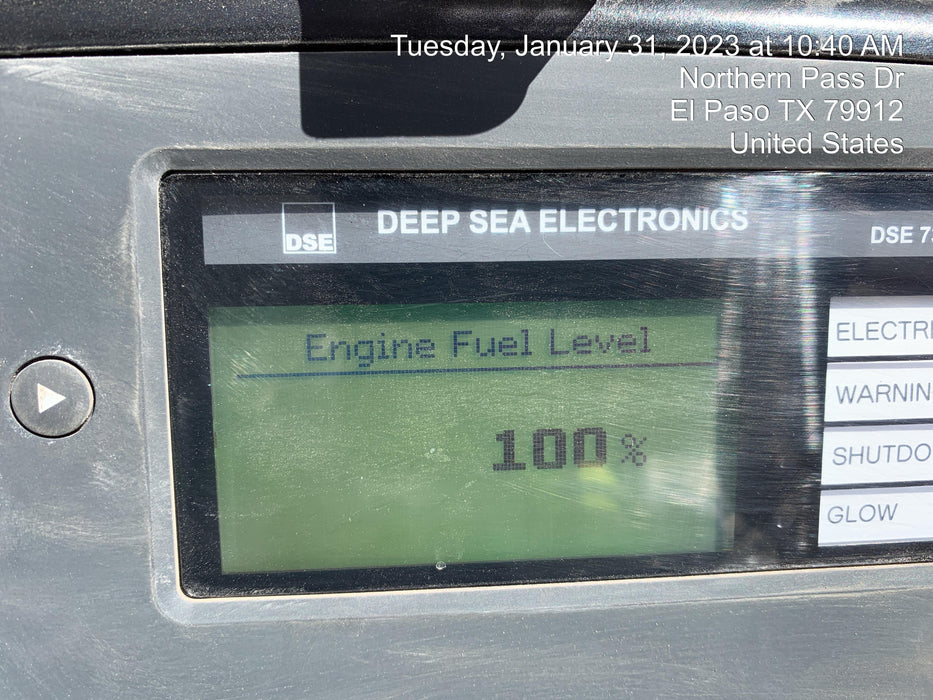 Tuesday, January 31, 2023 at 10:40 AM
Northern Pass Dr
El Paso TX 79912
United States
DSE
DEEP SEA ELECTRONICS
DSE
Engine Fuel Level
100 %
GLOW